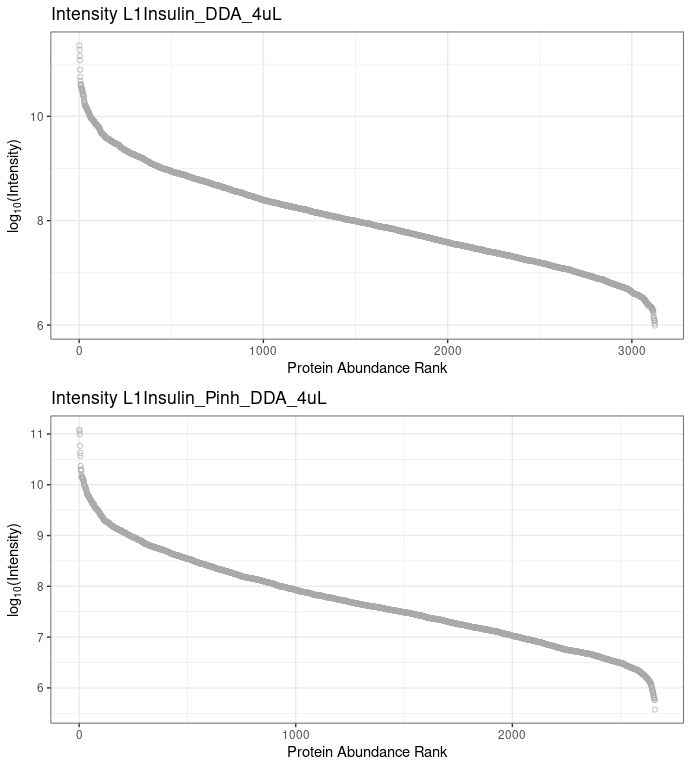 Intensity L1Insulin_DDA_4uL
log₁₀(Intensity)
10
8
6
0 1000 2000 3000
Protein Abundance Rank
Intensity L1Insulin_Pinh_DDA_4uL
log₁₀(Intensity)
11
10
9
8
7
6
0 1000 2000
Protein Abundance Rank